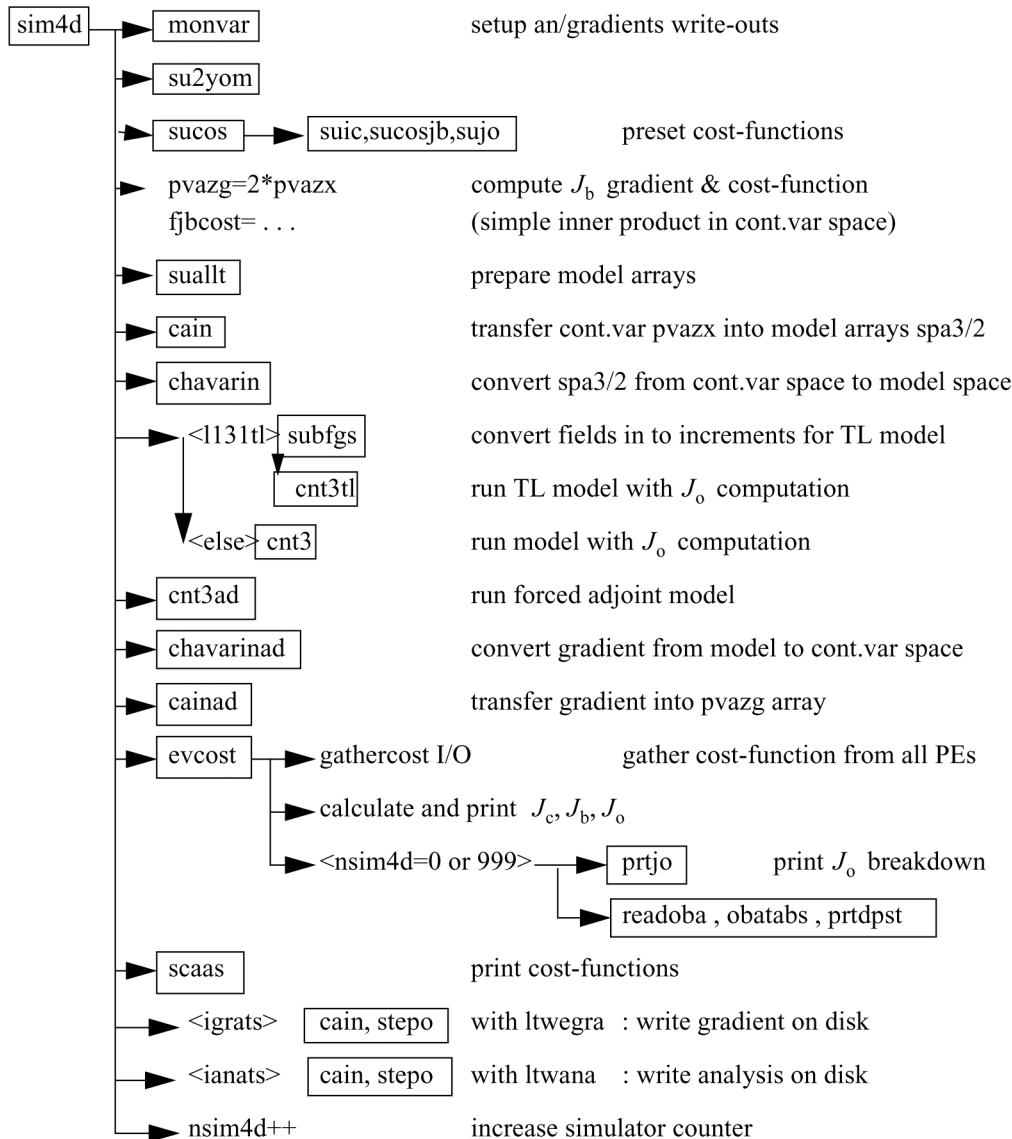 sim4d monvar setup an/gradients write-outs
su2yom
sucos suic,sucosjb,sujo preset cost-functions
pvazg=2*pvazx compute Jb gradient & cost-function
fjbcost= . . . (simple inner product in cont.var space)
suallt prepare model arrays
cain transfer cont.var pvazx into model arrays spa3/2
chavarin convert spa3/2 from cont.var space to model space
<l131tl> subfgs convert fields in to increments for TL model
cnt3tl run TL model with Jo computation
<else> cnt3 run model with Jo computation
cnt3ad run forced adjoint model
chavarinad convert gradient from model to cont.var space
cainad transfer gradient into pvazg array
evcost gathercost I/O gather cost-function from all PEs
calculate and print Jc, Jb, Jo
<nsim4d=0 or 999> prtjo print Jo breakdown
readoba , obatabs , prtdpst
scaas print cost-functions
<igrats> cain, stepo with ltwegra : write gradient on disk
<ianats> cain, stepo with ltwana : write analysis on disk
nsim4d++ increase simulator counter